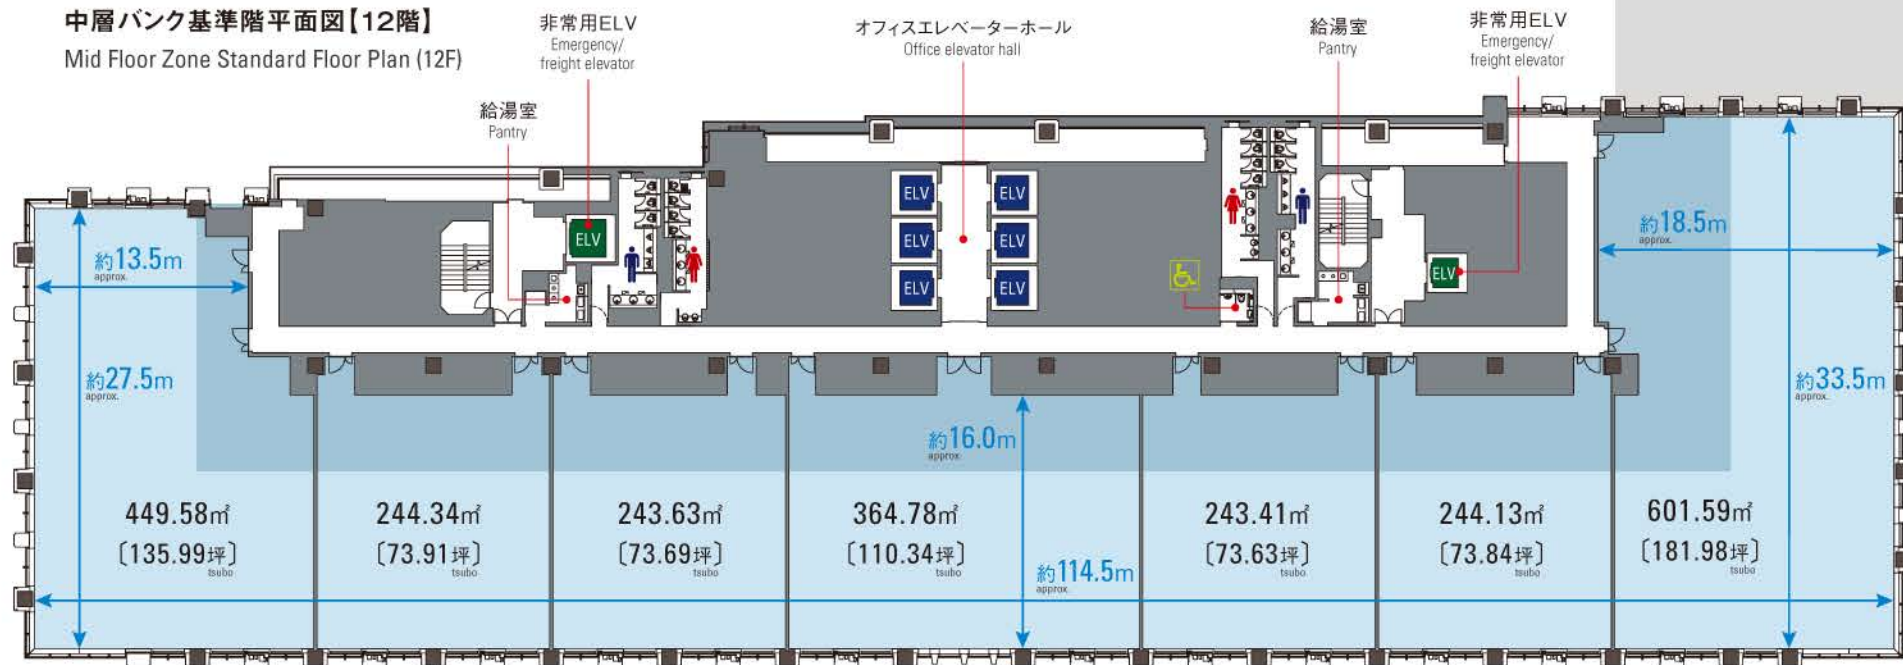 中層バンク基準階平面図【12階】
Mid Floor Zone Standard Floor Plan (12F)
非常用ELV
Emergency/
freight elevator
オフィスエレベーターホール
Office elevator hall
給湯室
Pantry
非常用ELV
Emergency/
freight elevator
給湯室
Pantry
ELV
ELV
ELV
ELV
ELV
ELV
ELV
ELV
約13.5m
approx.
約18.5m
approx.
約27.5m
approx.
約33.5m
approx.
約16.0m
approx.
449.58㎡
〔135.99坪〕
tsubo
244.34㎡
〔73.91坪〕
tsubo
243.63㎡
〔73.69坪〕
tsubo
364.78㎡
〔110.34坪〕
tsubo
243.41㎡
〔73.63坪〕
tsubo
244.13㎡
〔73.84坪〕
tsubo
601.59㎡
〔181.98坪〕
tsubo
約114.5m
approx.